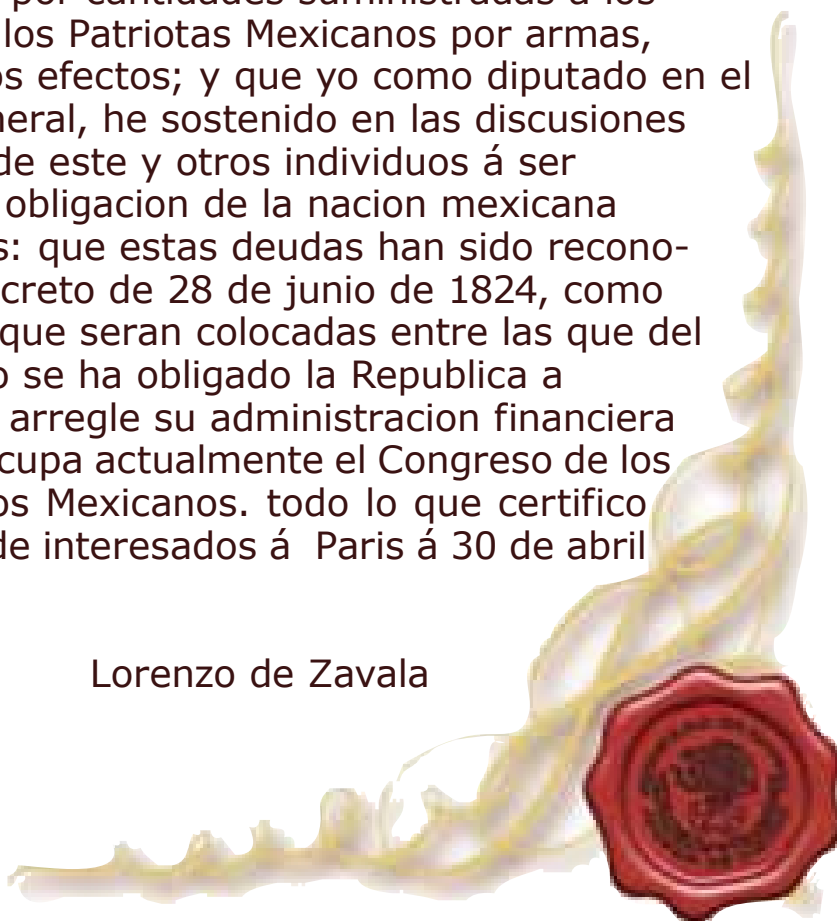 por cantidades suministradas a los
los Patriotas Mexicanos por armas,
os efectos; y que yo como diputado en el
neral, he sostenido en las discusiones
de este y otros individuos á ser
obligacion de la nacion mexicana
s: que estas deudas han sido recono-
creto de 28 de junio de 1824, como
que seran colocadas entre las que del
o se ha obligado la Republica a
arregle su administracion financiera
cupa actualmente el Congreso de los
os Mexicanos. todo lo que certifico
de interesados á Paris á 30 de abril
Lorenzo de Zavala